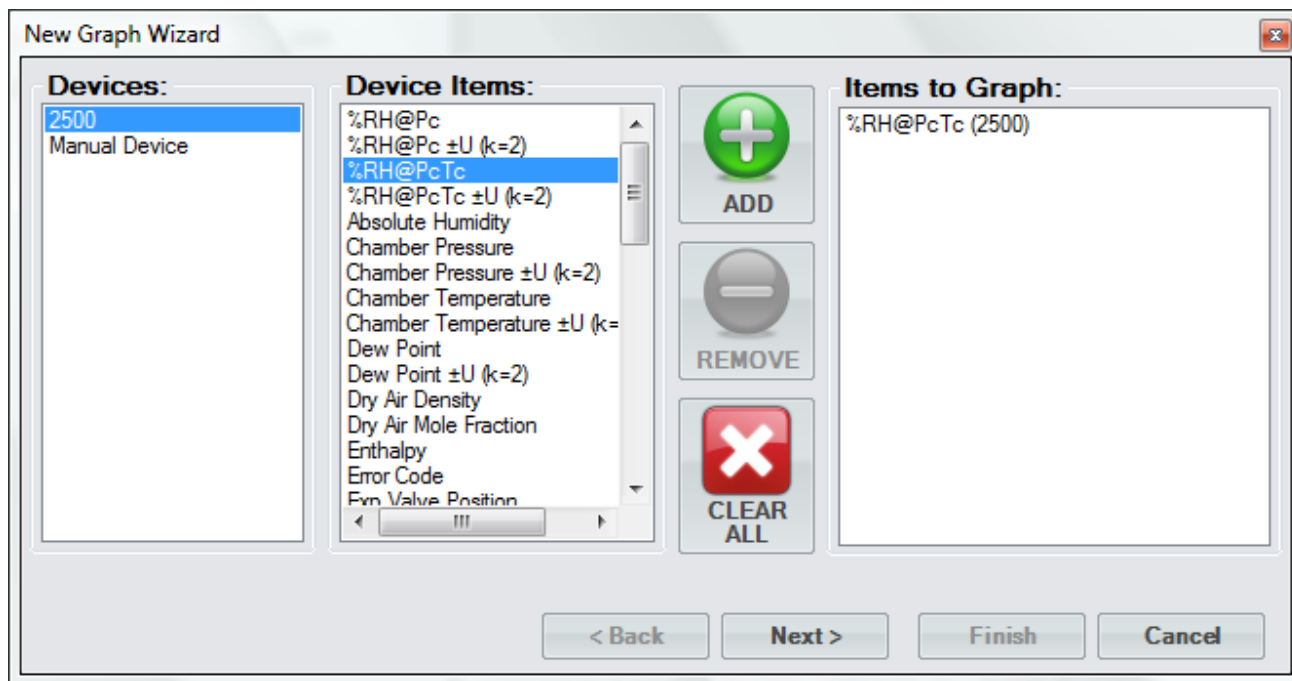 New Graph Wizard
Devices:
2500
Manual Device
Device Items:
%RH@Pc
%RH@Pc ±U (k=2)
%RH@PcTc
%RH@PcTc ±U (k=2)
Absolute Humidity
Chamber Pressure
Chamber Pressure ±U (k=2)
Chamber Temperature
Chamber Temperature ±U (k=
Dew Point
Dew Point ±U (k=2)
Dry Air Density
Dry Air Mole Fraction
Enthalpy
Error Code
Exp Valve Position
ADD
REMOVE
CLEAR
ALL
Items to Graph:
%RH@PcTc (2500)
< Back
Next >
Finish
Cancel